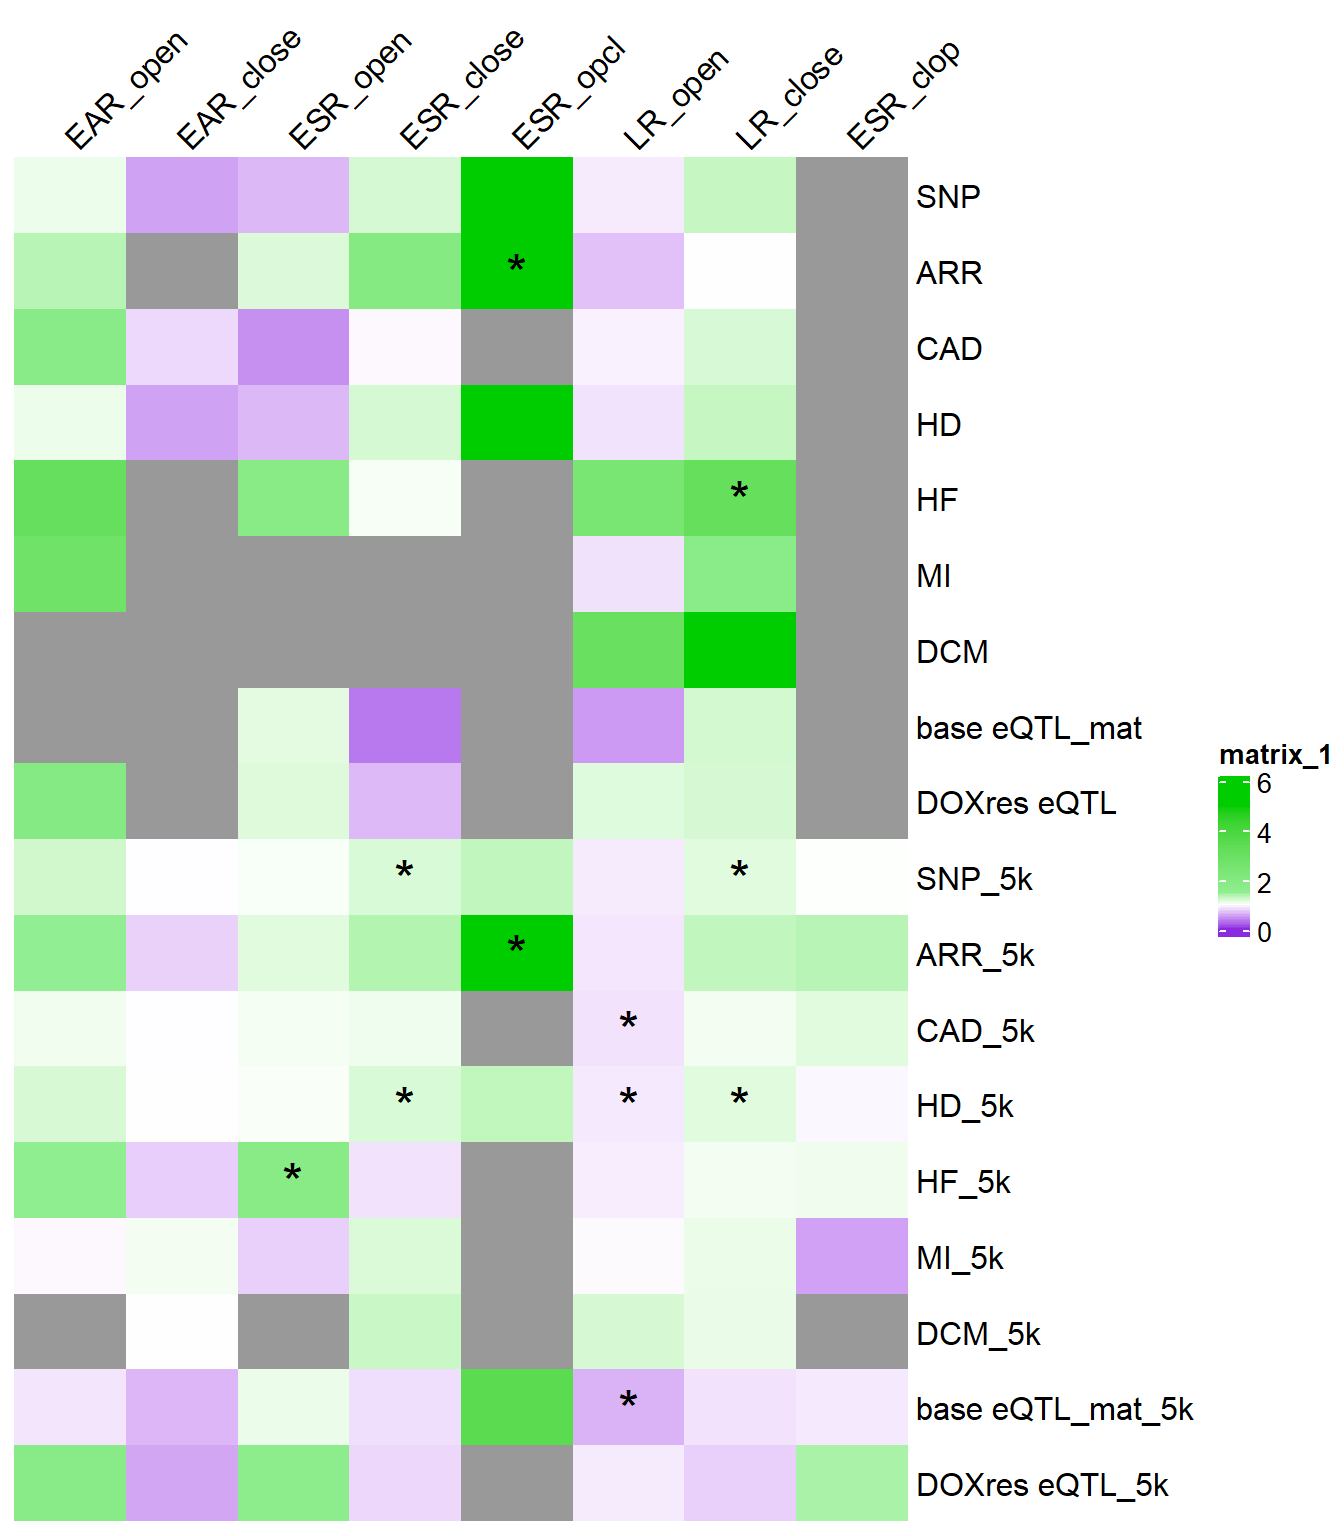 EAR_open
EAR_close
ESR_open
ESR_close
ESR_opcl
LR_open
LR_close
ESR_clop
SNP
* ARR
CAD
HD
* HF
MI
DCM
base eQTL_mat
DOXres eQTL
* * SNP_5k
* ARR_5k
* CAD_5k
* * * HD_5k
* HF_5k
MI_5k
DCM_5k
* base eQTL_mat_5k
DOXres eQTL_5k
matrix_1
6
4
2
0